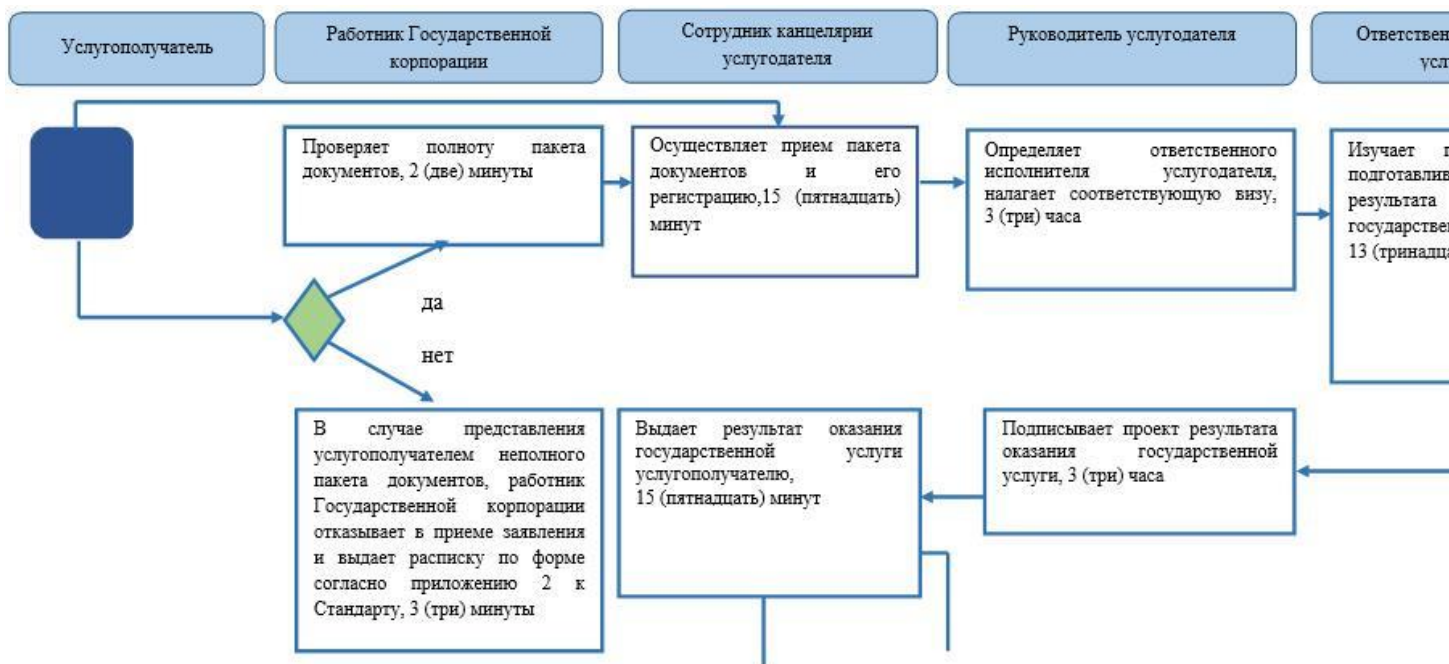 Услугополучатель
Работник Государственной
корпорации
Сотрудник канцелярии
услугодателя
Руководитель услугодателя
Проверяет полноту пакета
документов, 2 (две) минуты
Осуществляет прием пакета
документов и его
регистрацию,15 (пятнадцать)
минут
Определяет ответственного
исполнителя услугодателя,
налагает соответствующую визу,
3 (три) часа
Изучает
результата
да
нет
В случае представления
услугополучателем неполного
пакета документов, работник
Государственной корпорации
отказывает в приеме заявления
и выдает расписку по форме
согласно приложению 2 к
Стандарту, 3 (три) минуты
Выдает результат оказания
государственной услуги
услугополучателю,
15 (пятнадцать) минут
Подписывает проект результата
оказания государственной
услуги, 3 (три) часа